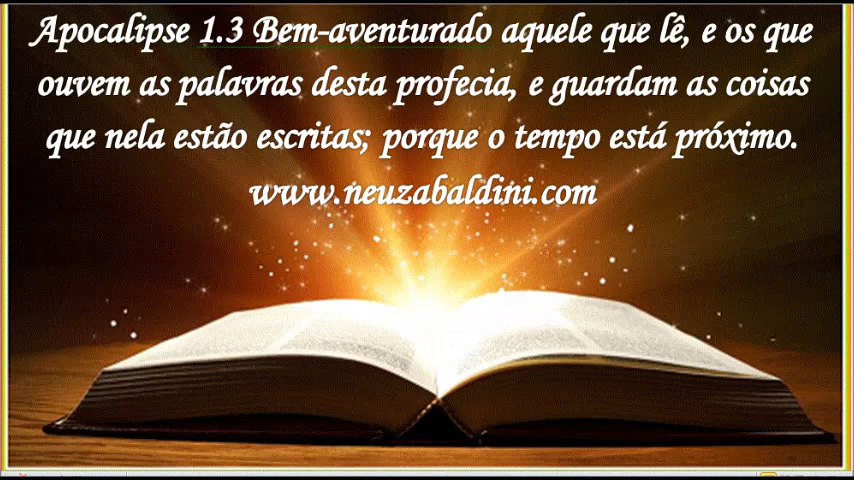 Apocalipse 1.3 Bem-aventurado aquele que lê, e os que
ouvem as palavras desta profecia, e guardam as coisas
que nela estão escritas; porque o tempo está próximo.
www.neuzabaldini.com